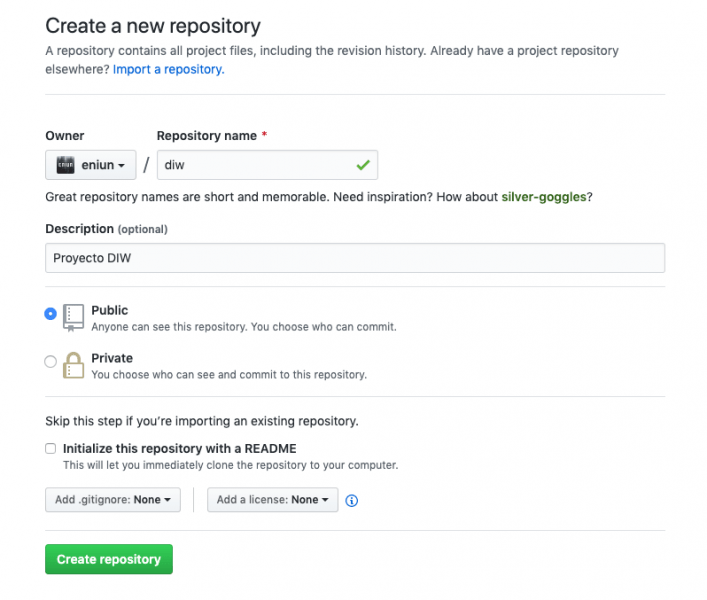 Create a new repository
A repository contains all project files, including the revision history. Already have a project repository
elsewhere? Import a repository.
Owner Repository name *
eniun / diw
Great repository names are short and memorable. Need inspiration? How about silver-goggles?
Description (optional)
Proyecto DIW
Public
Anyone can see this repository. You choose who can commit.
Private
You choose who can see and commit to this repository.
Skip this step if you're importing an existing repository.
Initialize this repository with a README
This will let you immediately clone the repository to your computer.
Add .gitignore: None Add a license: None
Create repository